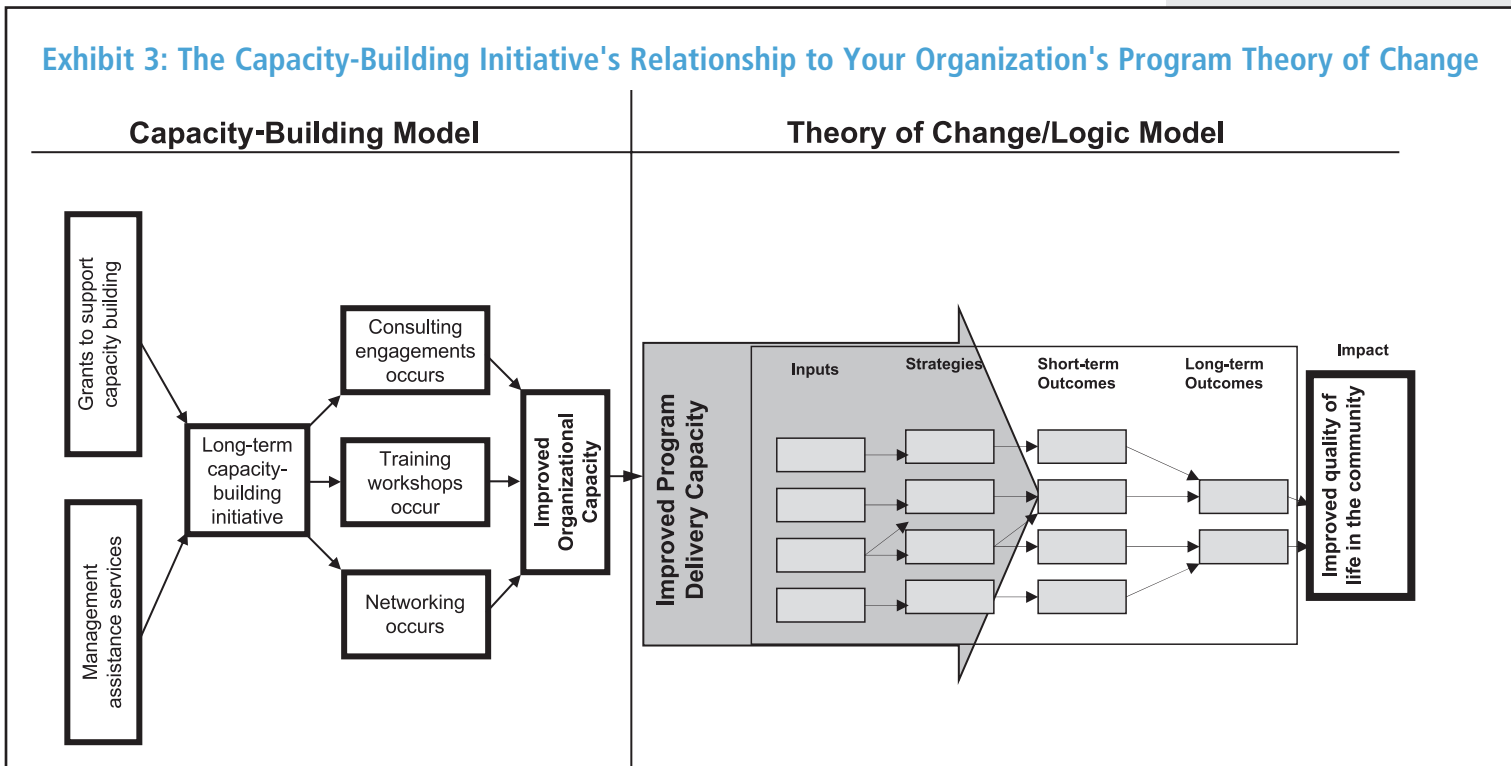 Exhibit 3: The Capacity-Building Initiative's Relationship to Your Organization's Program Theory of Change
Capacity-Building Model
Theory of Change/Logic Model
Grants to support
capacity building
Management
assistance services
Long-term
capacity-
building
initiative
Consulting
engagements
occurs
Training
workshops
occur
Networking
occurs
Improved
Organizational
Capacity
Improved Program
Delivery Capacity
Inputs
Strategies
Short-term
Outcomes
Long-term
Outcomes
Impact
Improved quality of
life in the community